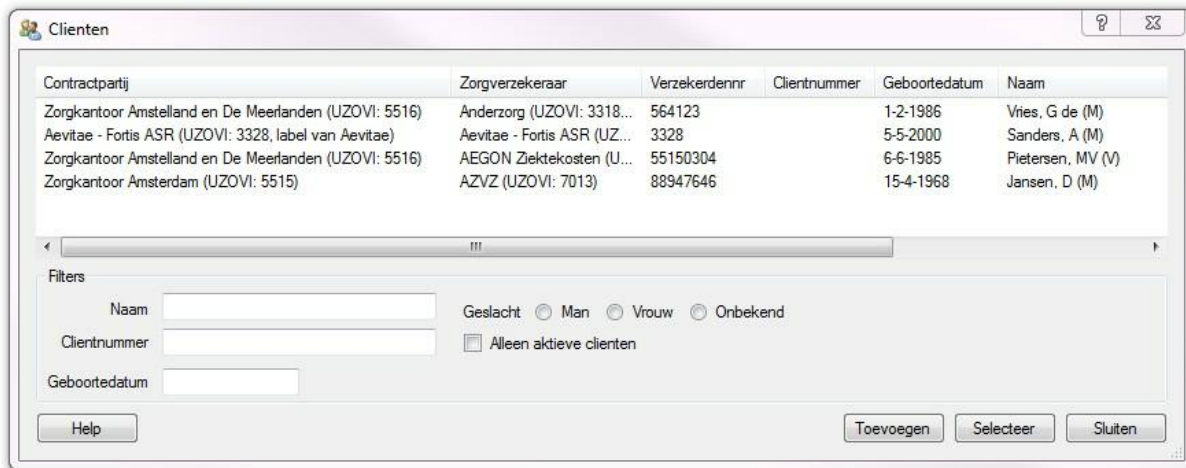 Clienten
Contractpartij Zorgverzekeraar Verzekerdennr Clientnummer Geboortedatum Naam
Zorgkantoor Amstelland en De Meerlanden (UZOVI: 5516) Anderzorg (UZOVI: 3318... 564123 1-2-1986 Vries, G de (M)
Aevitae - Fortis ASR (UZOVI: 3328, label van Aevitae) Aevitae - Fortis ASR (UZ... 3328 5-5-2000 Sanders, A (M)
Zorgkantoor Amstelland en De Meerlanden (UZOVI: 5516) AEGON Ziektekosten (U... 55150304 6-6-1985 Pietersen, MV (V)
Zorgkantoor Amsterdam (UZOVI: 5515) AZVZ (UZOVI: 7013) 88947646 15-4-1968 Jansen, D (M)
Filters
Naam Geslacht Man Vrouw Onbekend
Clientnummer Alleen aktieve clienten
Geboortedatum
Help Toevoegen Selecteer Sluiten